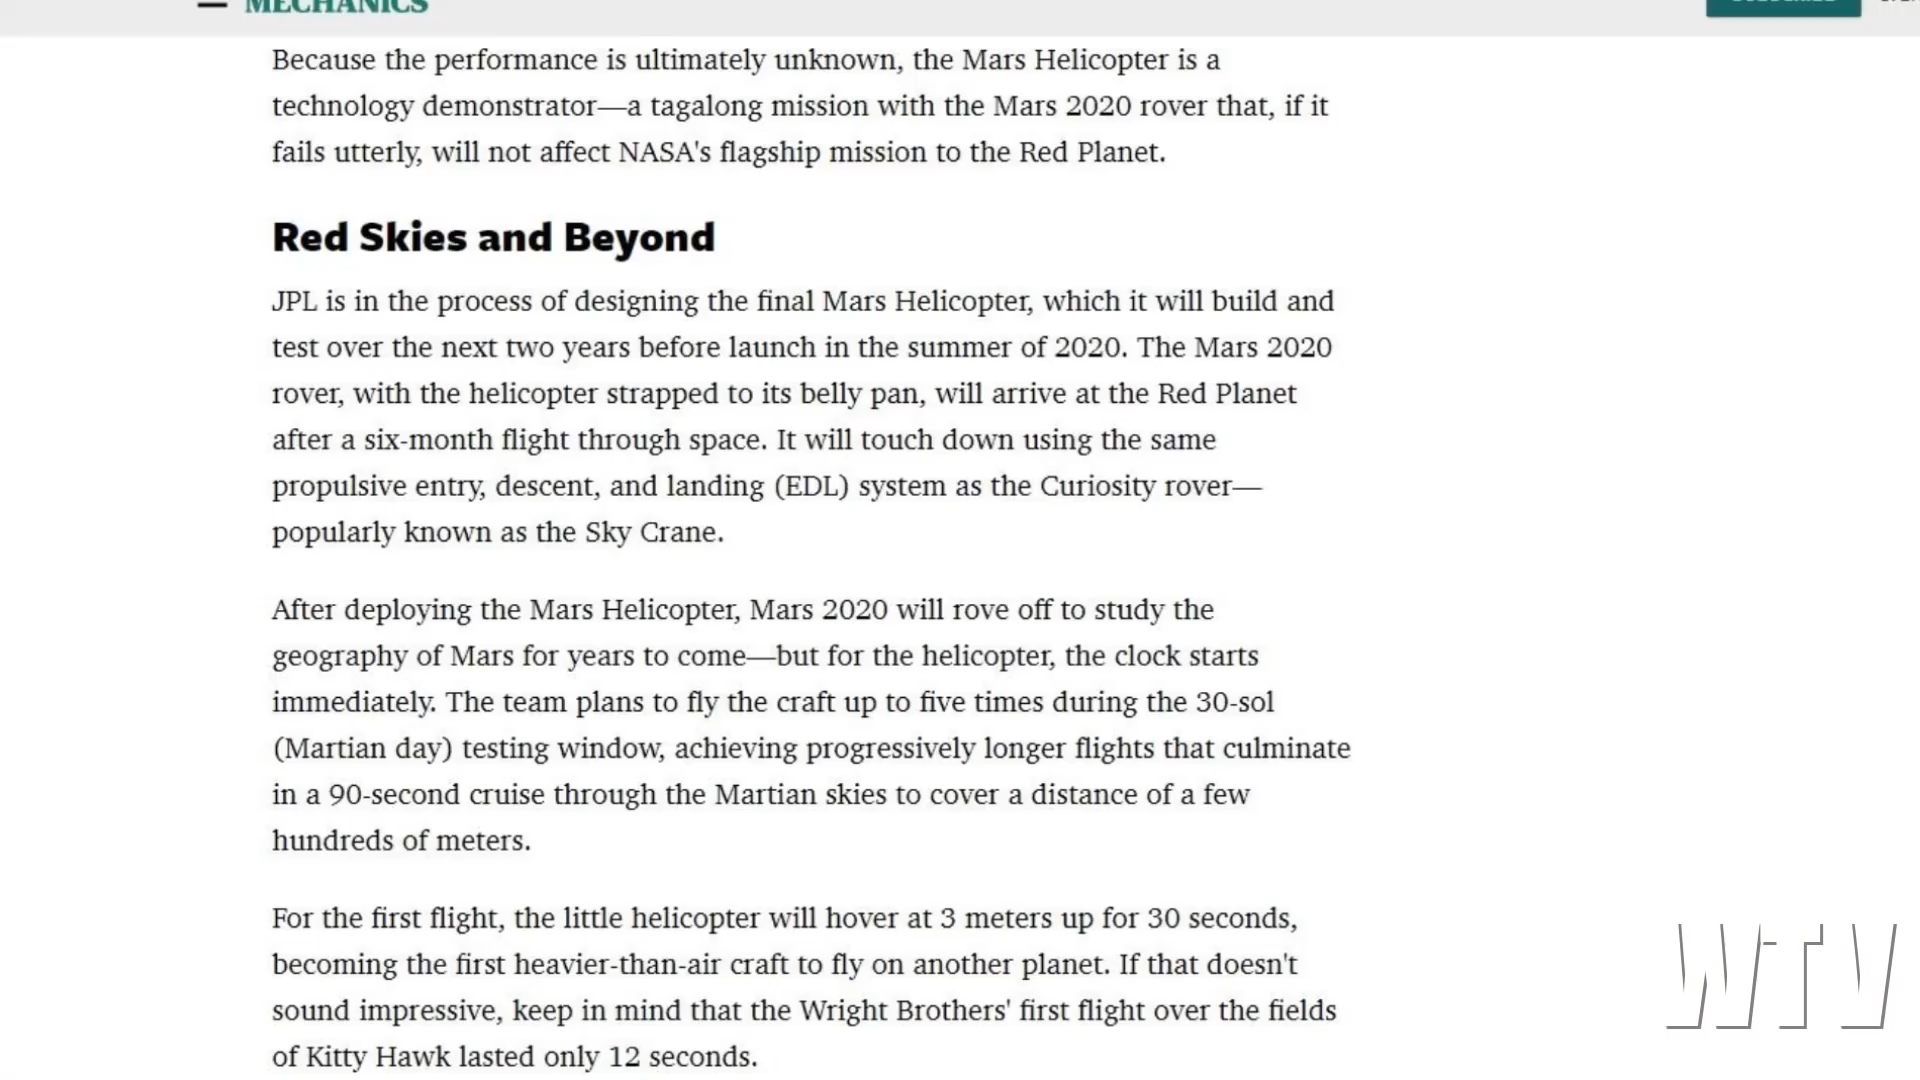 MECHANICS
Because the performance is ultimately unknown, the Mars Helicopter is a
technology demonstrator—a tagalong mission with the Mars 2020 rover that, if it
fails utterly, will not affect NASA's flagship mission to the Red Planet.
Red Skies and Beyond
JPL is in the process of designing the final Mars Helicopter, which it will build and
test over the next two years before launch in the summer of 2020. The Mars 2020
rover, with the helicopter strapped to its belly pan, will arrive at the Red Planet
after a six-month flight through space. It will touch down using the same
propulsive entry, descent, and landing (EDL) system as the Curiosity rover—
popularly known as the Sky Crane.
After deploying the Mars Helicopter, Mars 2020 will rove off to study the
geography of Mars for years to come—but for the helicopter, the clock starts
immediately. The team plans to fly the craft up to five times during the 30-sol
(Martian day) testing window, achieving progressively longer flights that culminate
in a 90-second cruise through the Martian skies to cover a distance of a few
hundreds of meters.
For the first flight, the little helicopter will hover at 3 meters up for 30 seconds,
becoming the first heavier-than-air craft to fly on another planet. If that doesn't
sound impressive, keep in mind that the Wright Brothers' first flight over the fields
of Kitty Hawk lasted only 12 seconds.
WTV